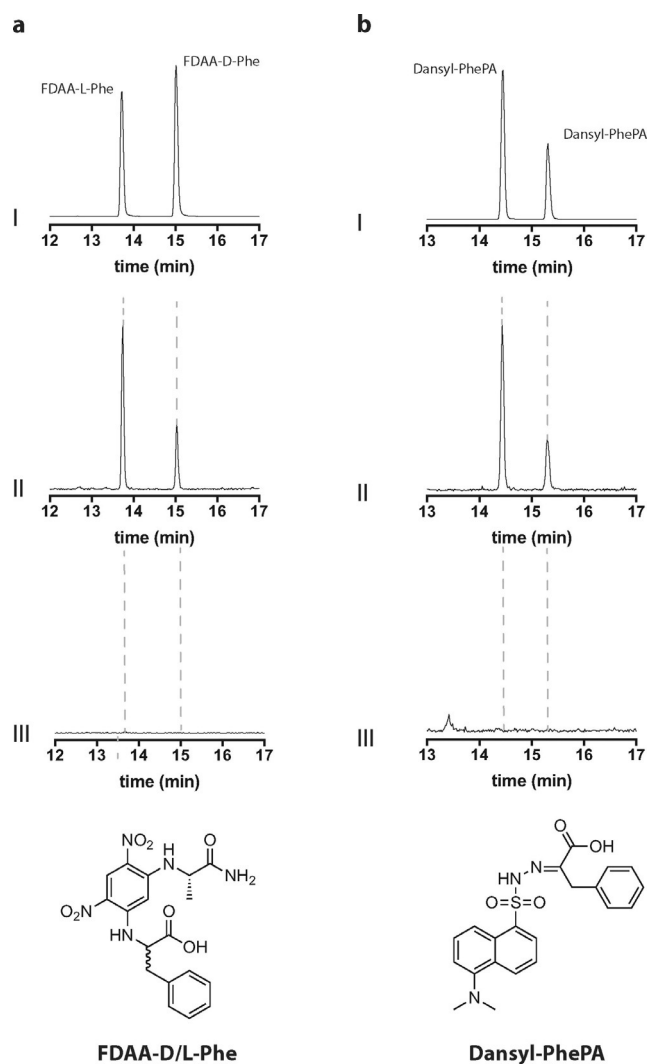 a
FDAA-L-Phe
FDAA-D-Phe
I
12 13 14 15 16 17
time (min)
II
12 13 14 15 16 17
time (min)
III
12 13 14 15 16 17
time (min)
NO2
O2N
H
N
O
NH2
HN
O
OH
FDAA-D/L-Phe
b
Dansyl-PhePA
Dansyl-PhePA
I
13 14 15 16 17
time (min)
II
13 14 15 16 17
time (min)
III
13 14 15 16 17
time (min)
O
OH
N
HN
O=S=O
N
Dansyl-PhePA